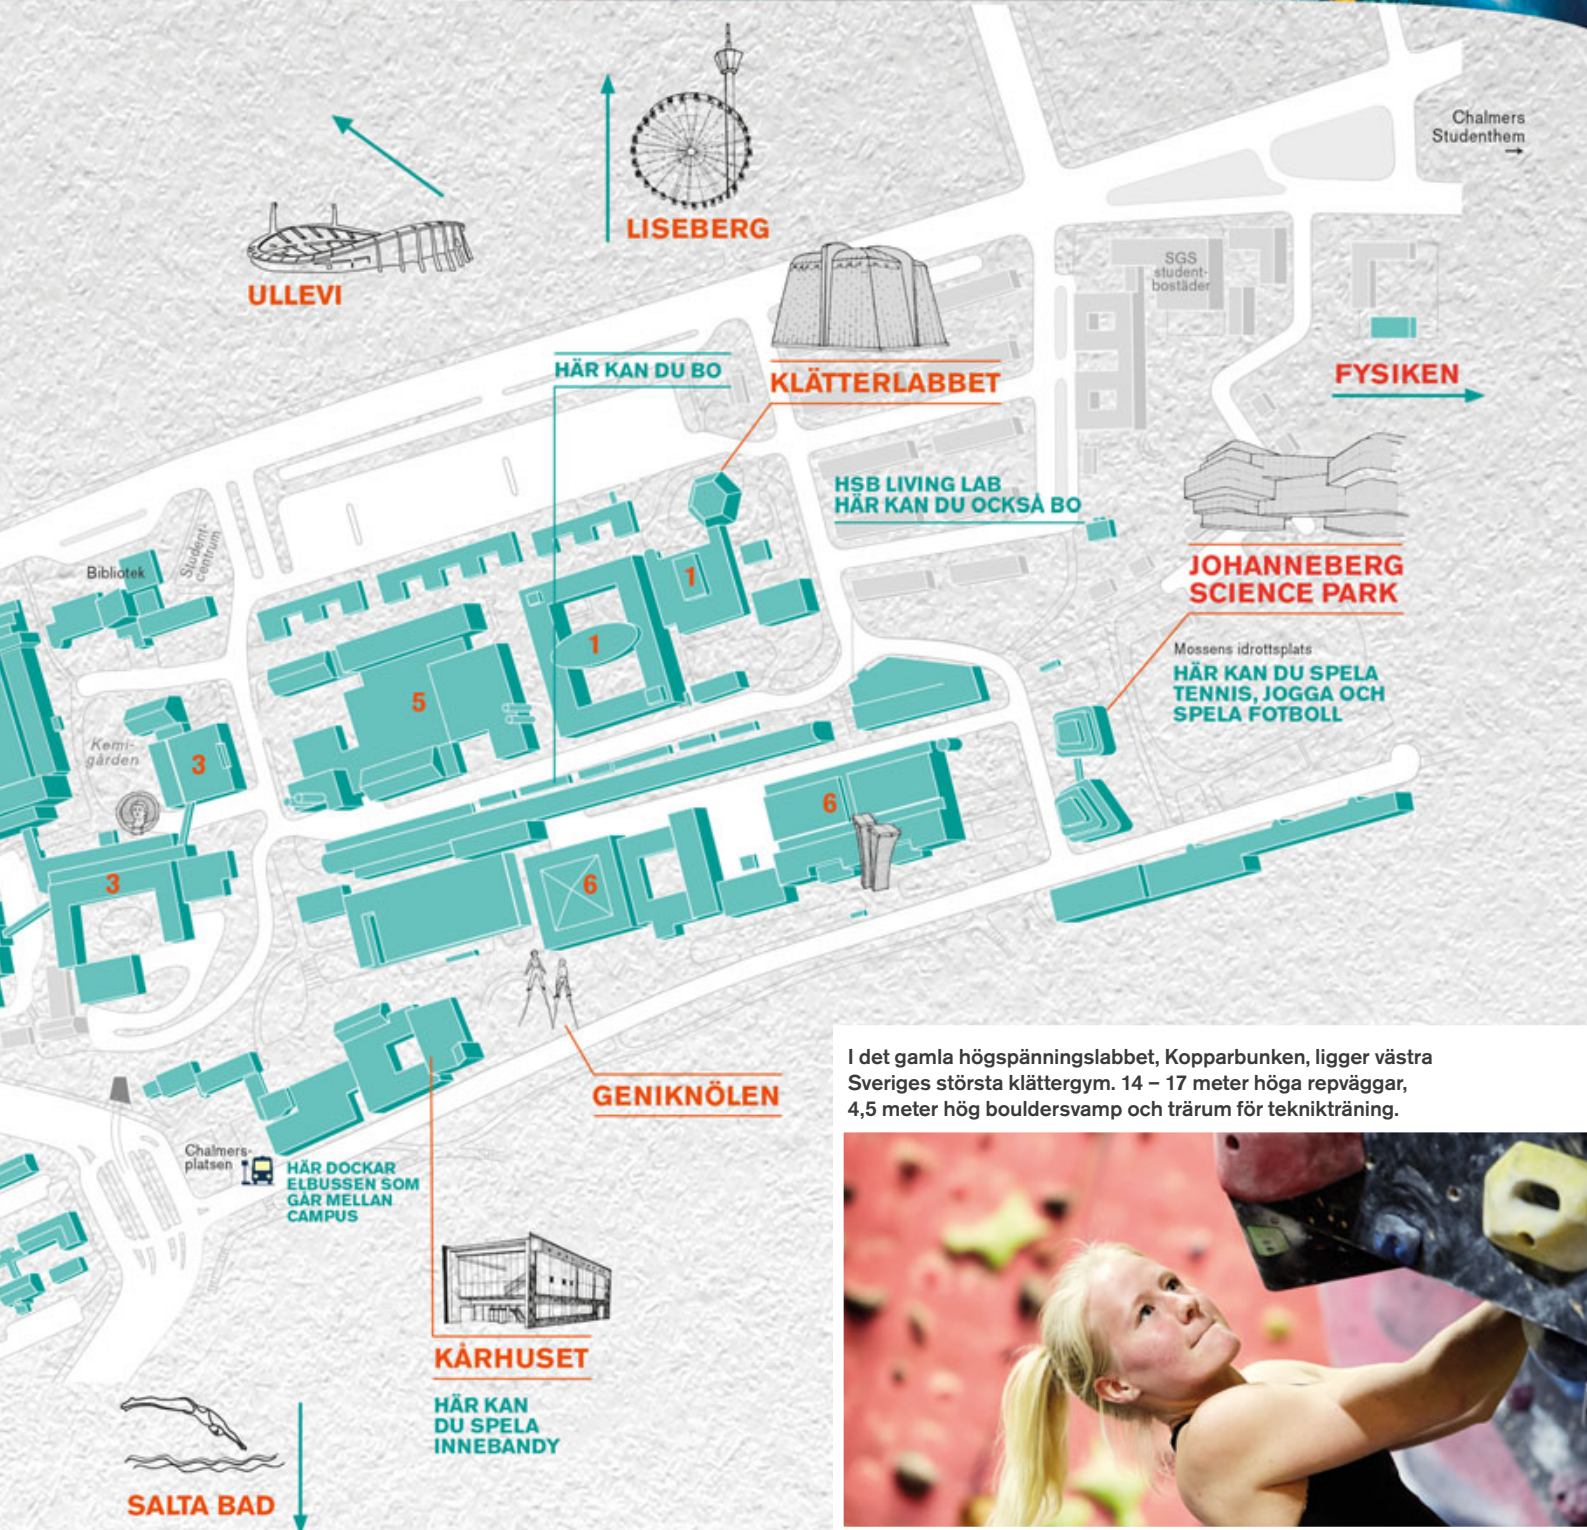 Chalmers
Studenthem
LISEBERG
ULLEVI
SGS
student-
bostäder
HÄR KAN DU BO
KLÄTTERLABBET
FYSIKEN
HSB LIVING LAB
HÄR KAN DU OCKSÅ BO
JOHANNEBERG
SCIENCE PARK
Student-
centrum
Bibliotek
1
1
Mossens idrottsplats
HÄR KAN DU SPELA
TENNIS, JOGGA OCH
SPELA FOTBOLL
5
Kemi-
gården
3
6
3
6
GENIKNÖLEN
I det gamla högspänningslabbet, Kopparbunken, ligger västra
Sveriges största klättergym. 14 – 17 meter höga repväggar,
4,5 meter hög bouldersvamp och trärum för teknikträning.
Chalmers-
platsen
HÄR DOCKAR
ELBUSSEN SOM
GÅR MELLAN
CAMPUS
KÅRHUSET
HÄR KAN
DU SPELA
INNEBANDY
SALTA BAD